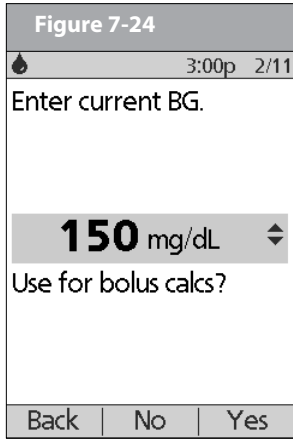 Figure 7-24
3:00p 2/11
Enter current BG.
150 mg/dL
Use for bolus calcs?
Back | No | Yes